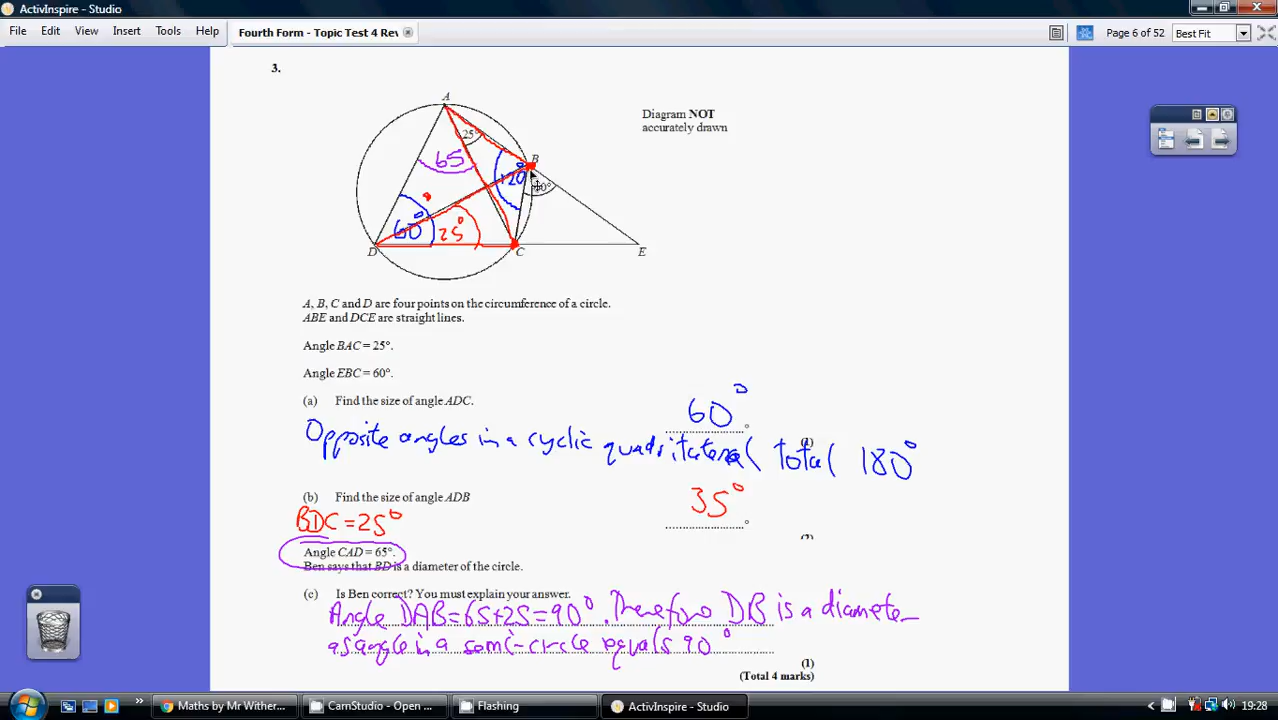 ActivInspire - Studio
File Edit View Insert Tools Help Fourth Form - Topic Test 4 Rev Page 6 of 52 Best Fit
3.
A
Diagram NOT
accurately drawn
25°
B
65
120°
60°
25°
D
C
E
A, B, C and D are four points on the circumference of a circle.
ABE and DCE are straight lines.
Angle BAC = 25°.
Angle EBC = 60°.
(a) Find the size of angle ADC.
60°
(1)
Opposite angles in a cyclic quadrilateral total 180°
(b) Find the size of angle ADB
35°
BDC = 25°
Angle CAD = 65°.
Ben says that BD is a diameter of the circle.
(c) Is Ben correct? You must explain your answer.
Angle DAB=65+25=90°. Therefore DB is a diameter
as angle in a semi-circle equals 90°
(1)
(Total 4 marks)
Maths by Mr Wither... CamStudio - Open ... Flashing ActivInspire - Studio 19:28